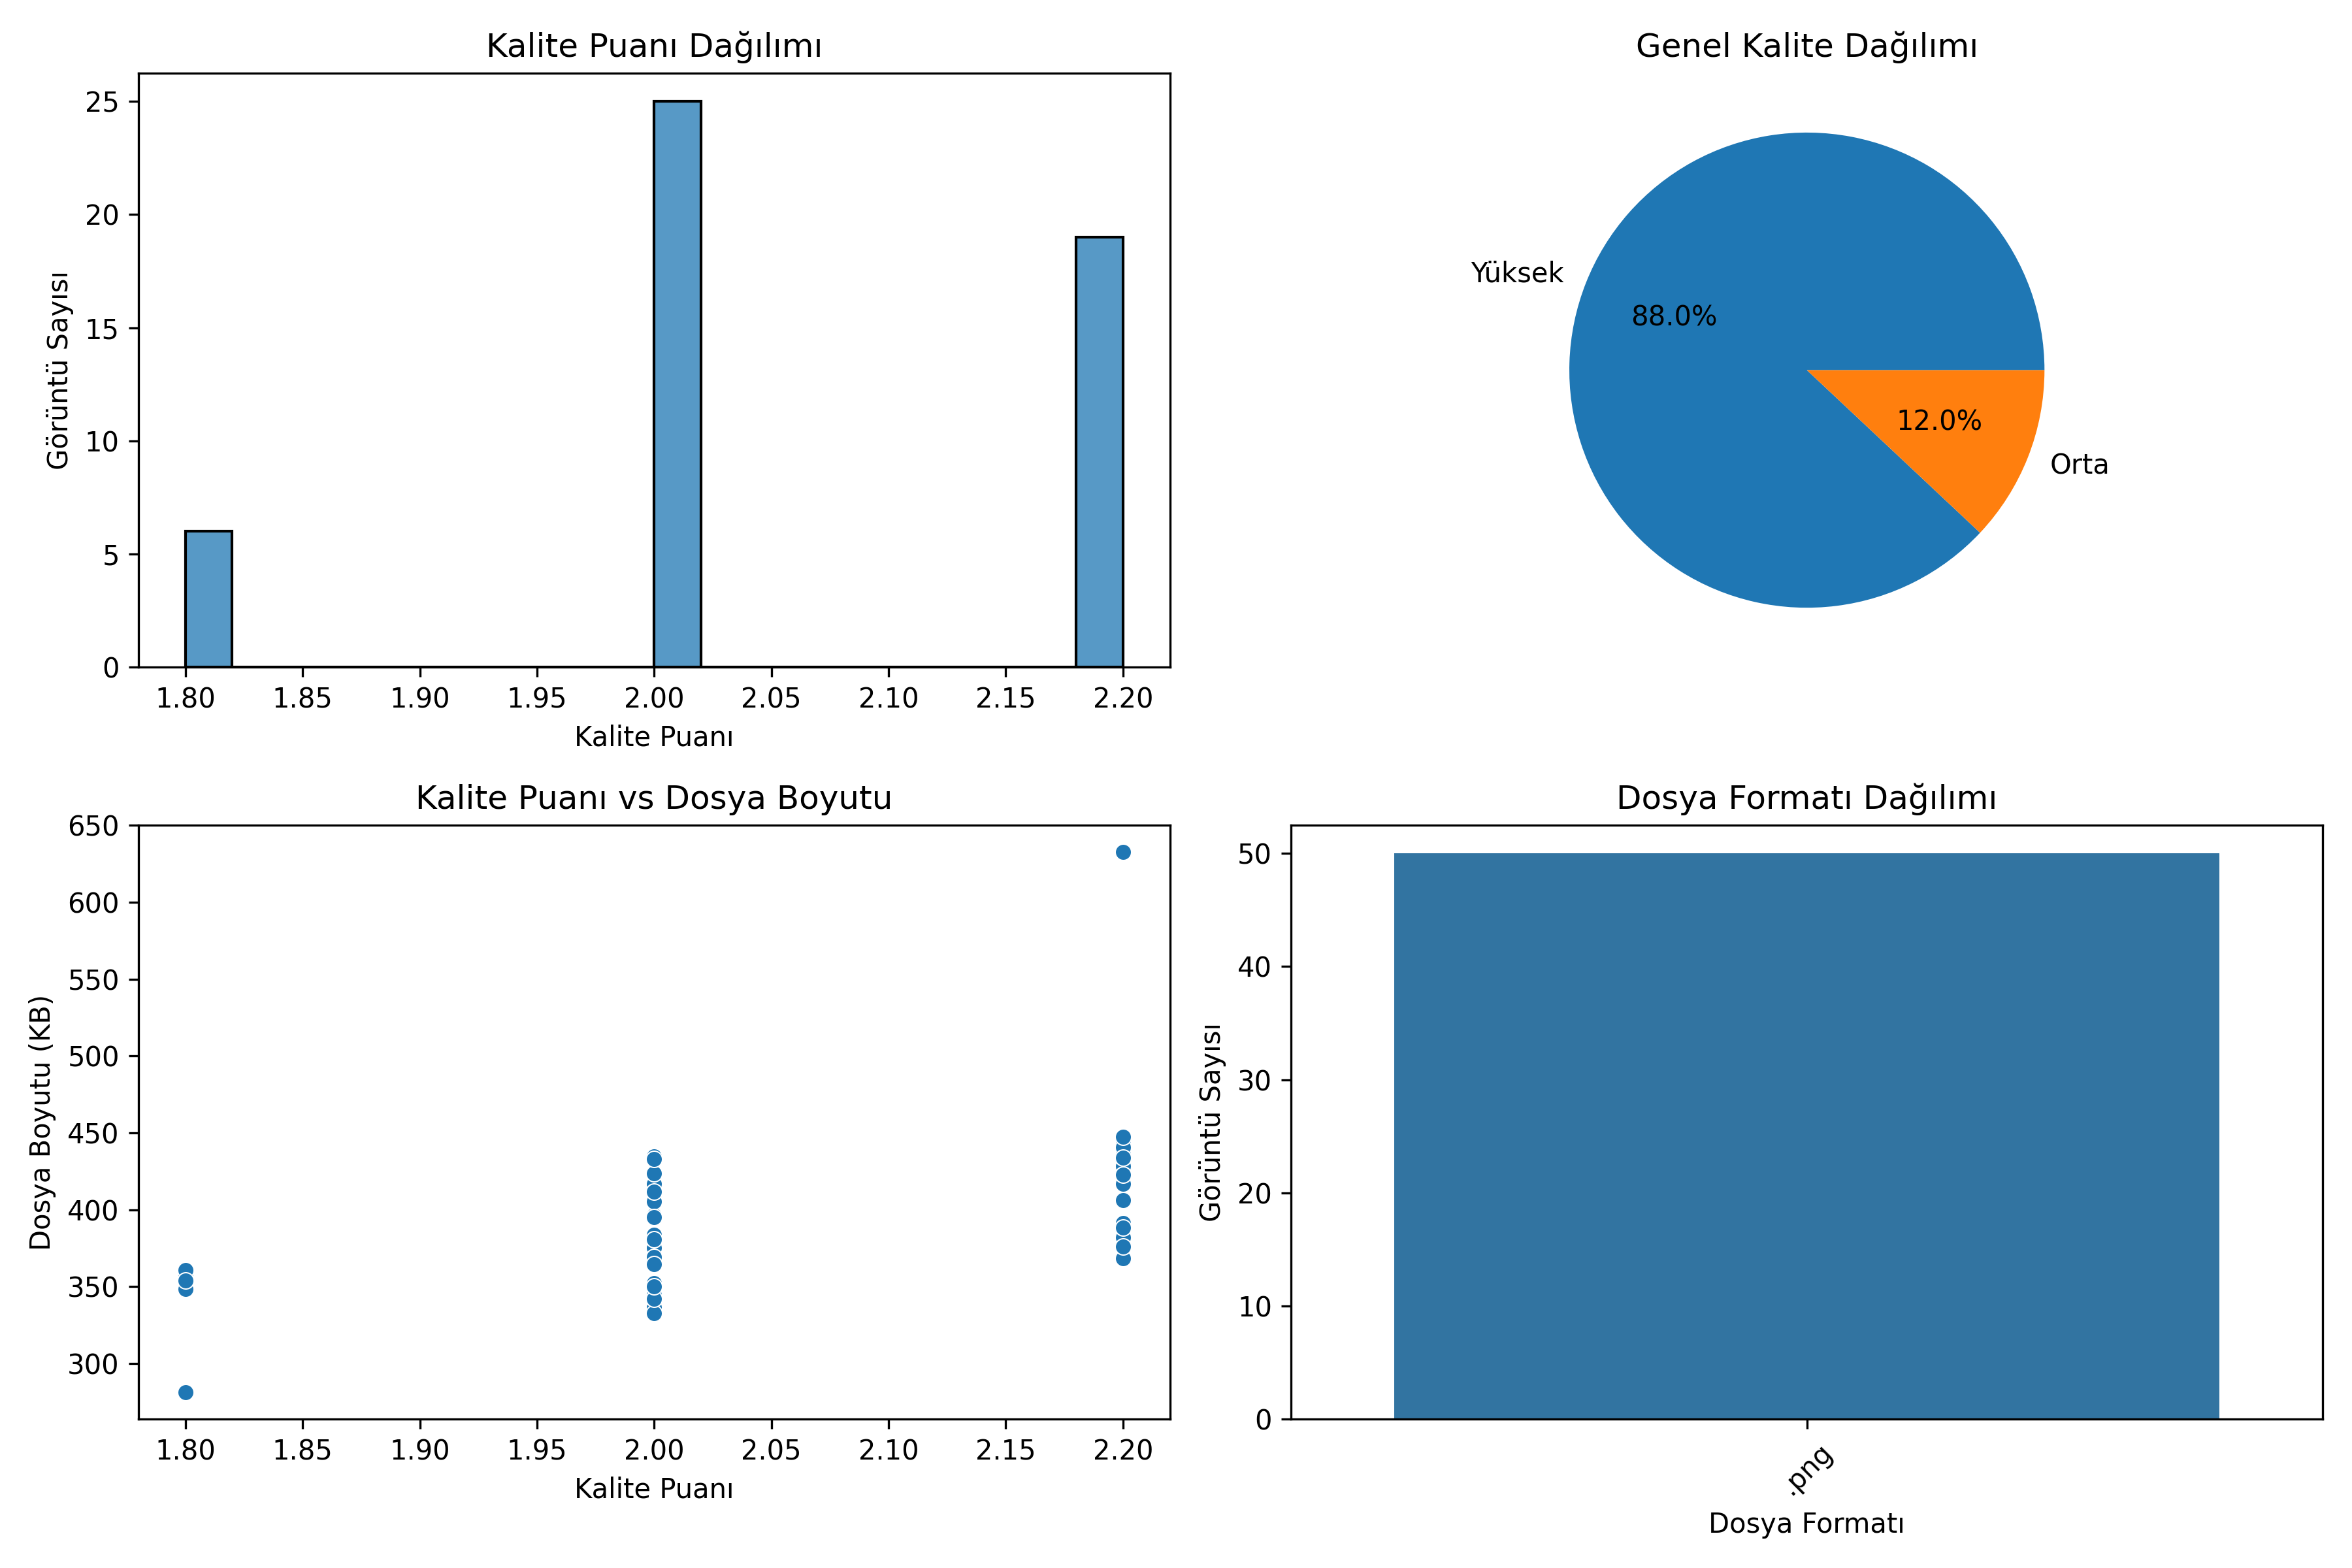 Kalite Puanı Dağılımı
25
20
15
10
5
0
Görüntü Sayısı
1.80 1.85 1.90 1.95 2.00 2.05 2.10 2.15 2.20
Kalite Puanı
Genel Kalite Dağılımı
Yüksek
88.0%
12.0%
Orta
Kalite Puanı vs Dosya Boyutu
650
600
550
500
450
400
350
300
Dosya Boyutu (KB)
1.80 1.85 1.90 1.95 2.00 2.05 2.10 2.15 2.20
Kalite Puanı
Dosya Formatı Dağılımı
50
40
30
20
10
0
Görüntü Sayısı
.png
Dosya Formatı